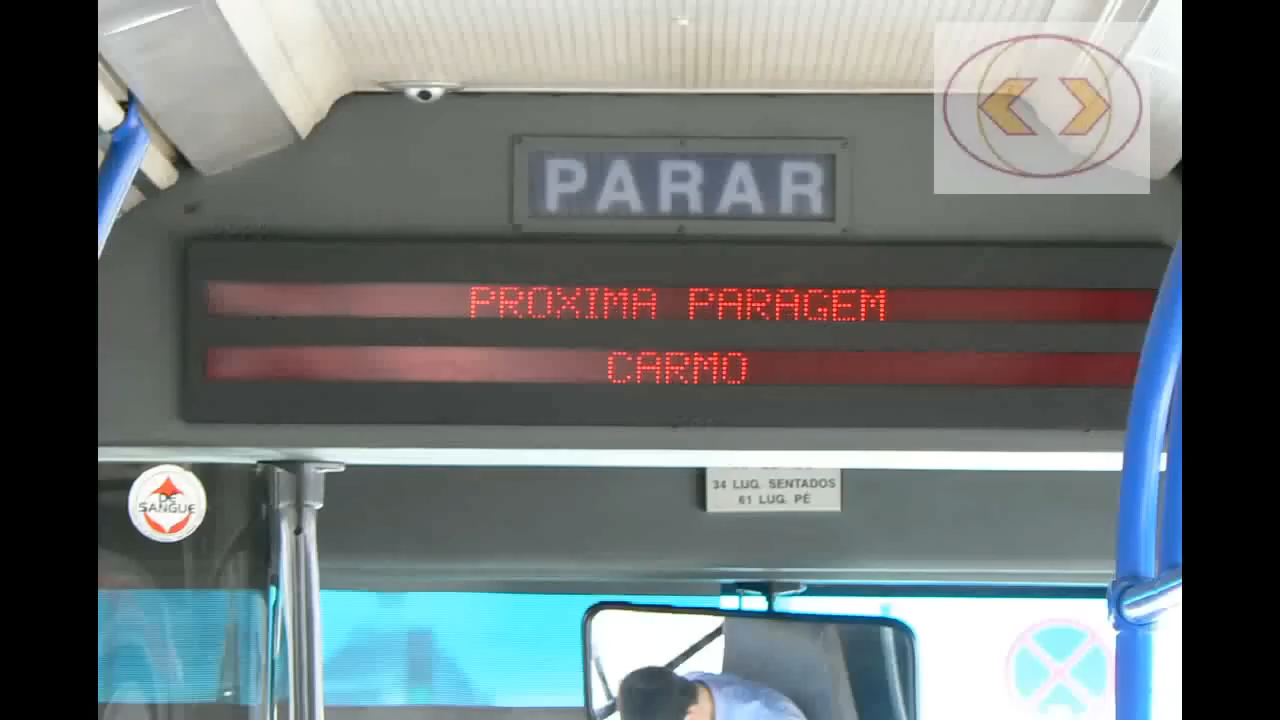 PARAR
PROXIMA PARAGEM
CARMO
34 LUG. SENTADOS
61 LUG. PÉ
DE
SANGUE